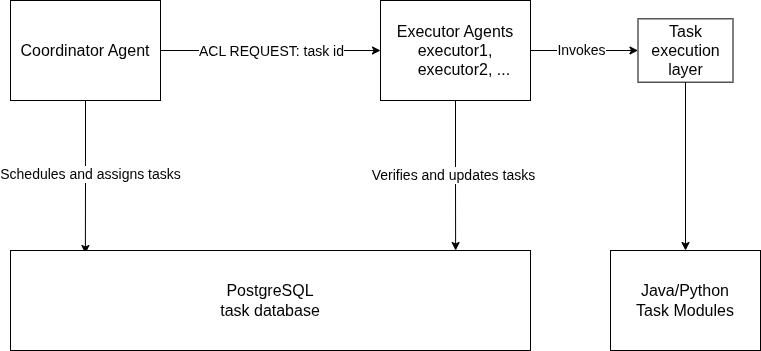 Coordinator Agent
ACL REQUEST: task id
Executor Agents
executor1,
executor2, ...
Invokes
Task
execution
layer
Schedules and assigns tasks
Verifies and updates tasks
PostgreSQL
task database
Java/Python
Task Modules